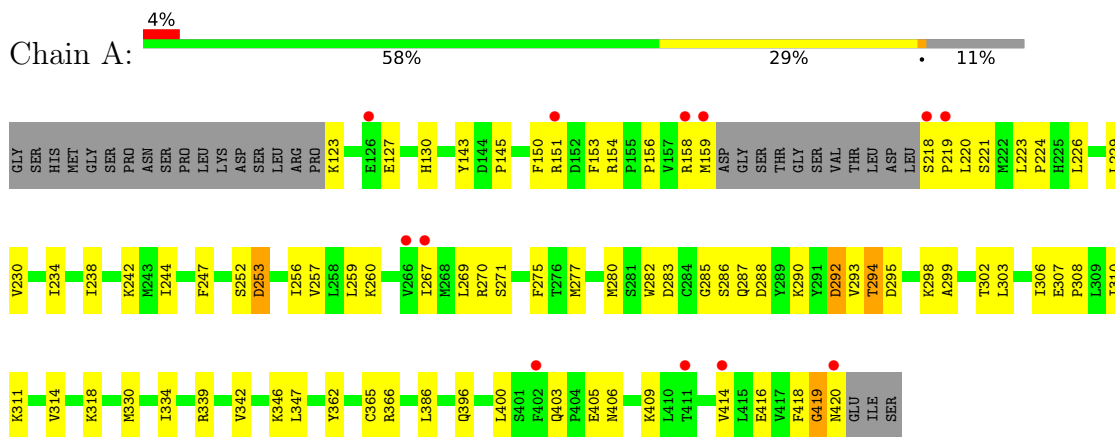 4%
Chain A:
58% 29% • 11%
GLY SER HIS MET GLY SER PRO ASN SER PRO LEU LYS ASP SER LEU ARG PRO K123 E126 E127 H130 Y143 D144 P145 F150 R151 D152 F153 R154 P155 P156 V157 R158 M159 ASP GLY SER THR GLY SER VAL THR LEU ASP LEU S218 P219 L220 S221 M222 L223 P224 H225 L226 L229
V230 I234 I238 K242 M243 I244 F247 S252 D253 I256 V257 L258 L259 K260 V266 I267 M268 L269 R270 S271 F275 T276 M277 M280 S281 W282 D283 C284 G285 S286 Q287 D288 Y289 K290 Y291 D292 V293 T294 D295 K298 A299 T302 L303 I306 E307 P308 L309 I310
K311 V314 K318 M330 I334 R339 V342 K346 L347 Y362 C365 R366 L386 Q396 L400 S401 F402 Q403 P404 E405 N406 K409 L410 T411 V414 L415 E416 V417 F418 G419 N420 GLU ILE SER